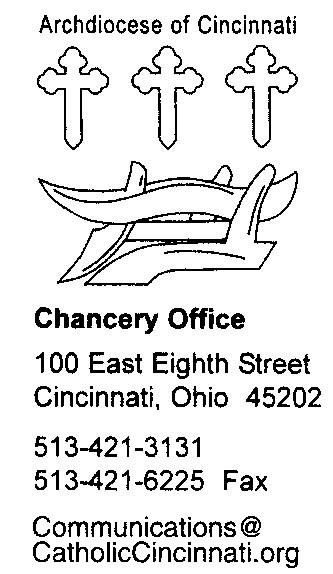 Archdiocese of Cincinnati
Chancery Office
100 East Eighth Street
Cincinnati, Ohio 45202
513-421-3131
513-421-6225 Fax
Communications@
CatholicCincinnati.org